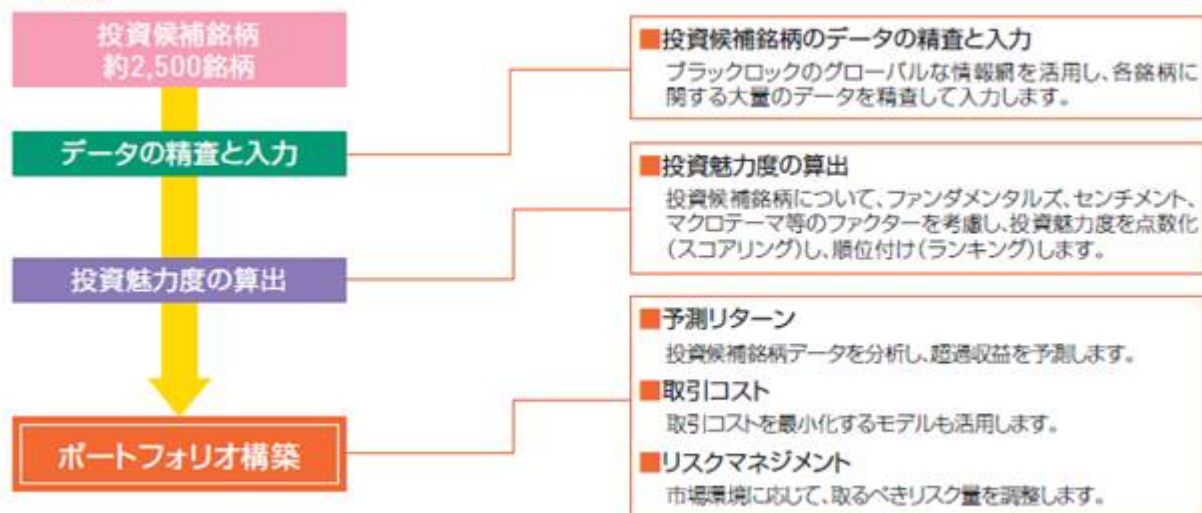 投資候補銘柄
約2,500銘柄
データの精査と入力
投資魅力度の算出
ポートフォリオ構築
■投資候補銘柄のデータの精査と入力
ブラックロックのグローバルな情報網を活用し、各銘柄に
関する大量のデータを精査して入力します。
■投資魅力度の算出
投資候補銘柄について、ファンダメンタルズ、センチメント、
マクロテーマ等のファクターを考慮し、投資魅力度を点数化
(スコアリング)し、順位付け(ランキング)します。
■予測リターン
投資候補銘柄データを分析し、超過収益を予測します。
■取引コスト
取引コストを最小化するモデルも活用します。
■リスクマネジメント
市場環境に応じて、取るべきリスク量を調整します。